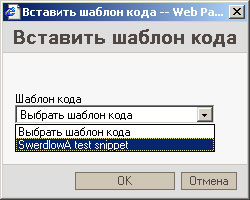 Вставить шаблон кода -- Web Pa...
Вставить шаблон кода
Шаблон кода
Выбрать шаблон кода
Выбрать шаблон кода
SwerdlowA test snippet
OK
Отмена